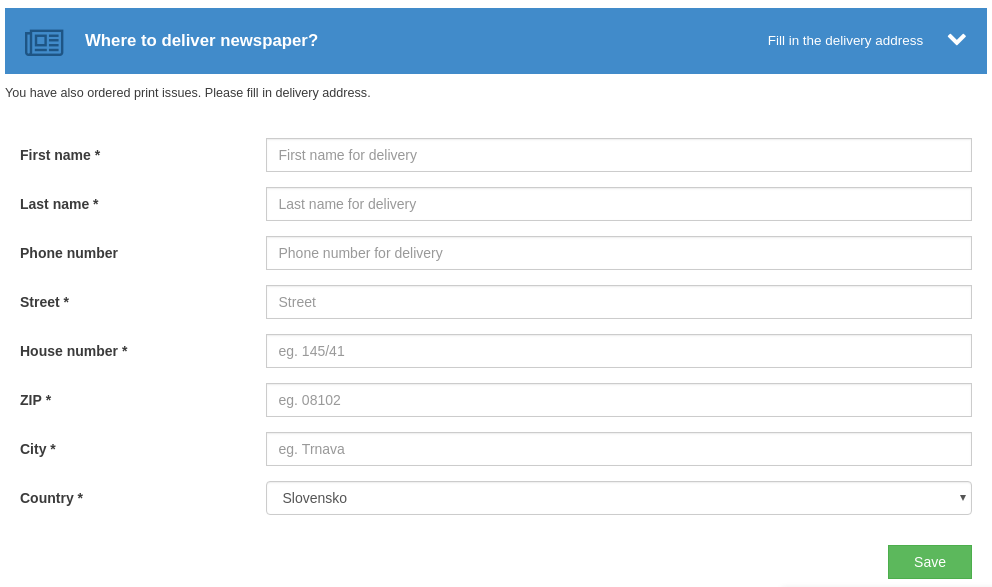 Where to deliver newspaper? Fill in the delivery address
You have also ordered print issues. Please fill in delivery address.
First name * First name for delivery
Last name * Last name for delivery
Phone number Phone number for delivery
Street * Street
House number * eg. 145/41
ZIP * eg. 08102
City * eg. Trnava
Country * Slovensko
Save